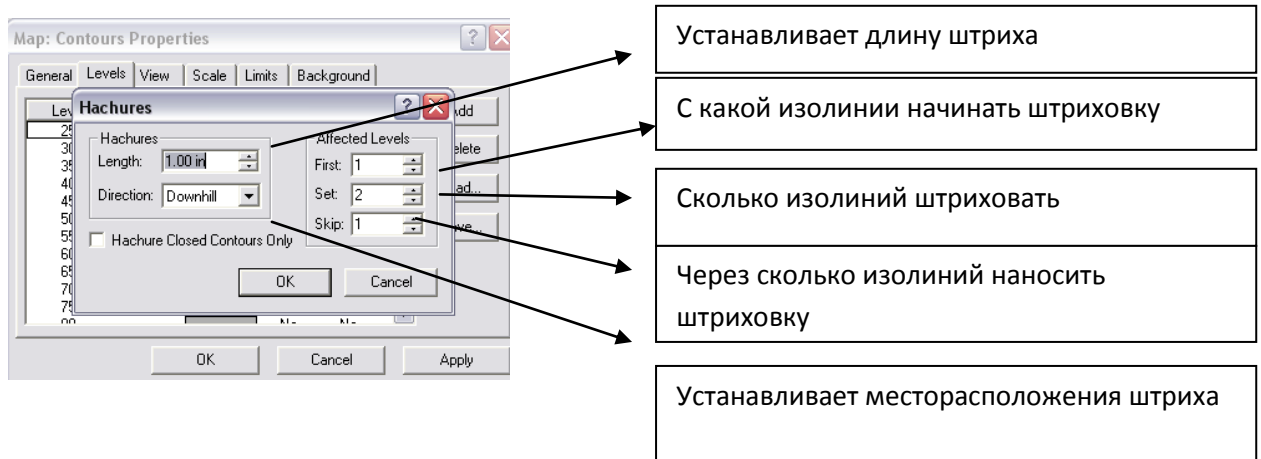 Map: Contours Properties
General Levels View Scale Limits Background
Hachures
Hachures
Length: 1.00 in
Direction: Downhill
Hachure Closed Contours Only
Affected Levels
First: 1
Set: 2
Skip: 1
OK Cancel
OK Cancel Apply
Устанавливает длину штриха
С какой изолинии начинать штриховку
Сколько изолиний штриховать
Через сколько изолиний наносить
штриховку
Устанавливает месторасположения штриха